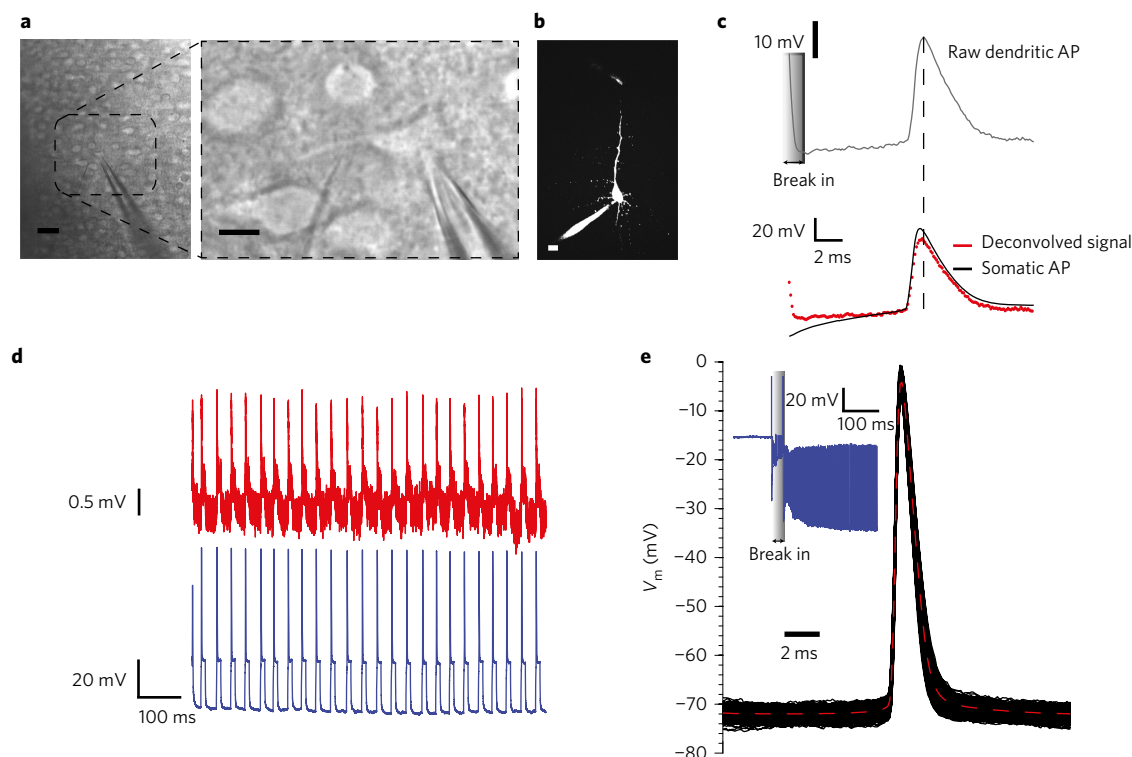 a
b
c
10 mV
Raw dendritic AP
Break in
20 mV
2 ms
Deconvolved signal
Somatic AP
d
0.5 mV
20 mV
100 ms
e
0
−10
−20
−30
−40
−50
−60
−70
−80
Vm (mV)
20 mV
100 ms
Break in
2 ms